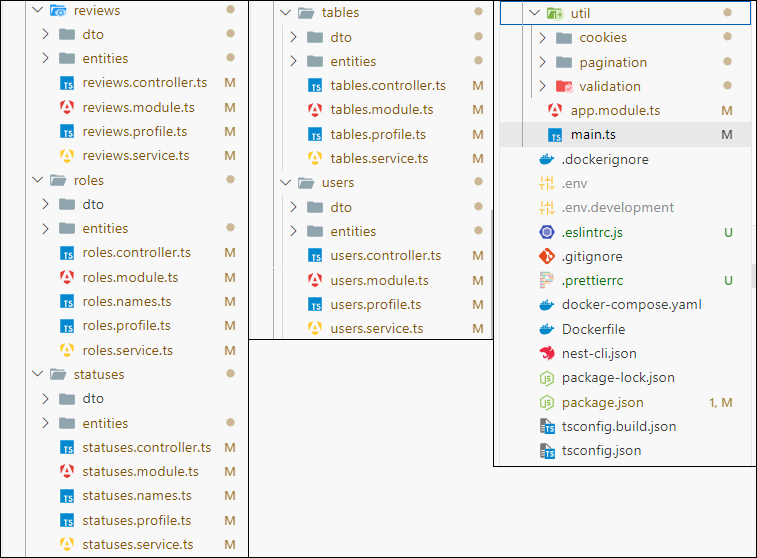 reviews
dto
entities
reviews.controller.ts M
reviews.module.ts M
reviews.profile.ts M
reviews.service.ts M
roles
dto
entities
roles.controller.ts M
roles.module.ts M
roles.names.ts M
roles.profile.ts M
roles.service.ts M
statuses
dto
entities
statuses.controller.ts M
statuses.module.ts M
statuses.names.ts M
statuses.profile.ts M
statuses.service.ts M
tables
dto
entities
tables.controller.ts M
tables.module.ts M
tables.profile.ts M
tables.service.ts M
users
dto
entities
users.controller.ts M
users.module.ts M
users.profile.ts M
users.service.ts M
util
cookies
pagination
validation
app.module.ts M
main.ts M
.dockerignore
.env
.env.development
.eslintrc.js U
.gitignore
.prettierrc U
docker-compose.yaml
Dockerfile
nest-cli.json
package-lock.json
package.json 1, M
tsconfig.build.json
tsconfig.json